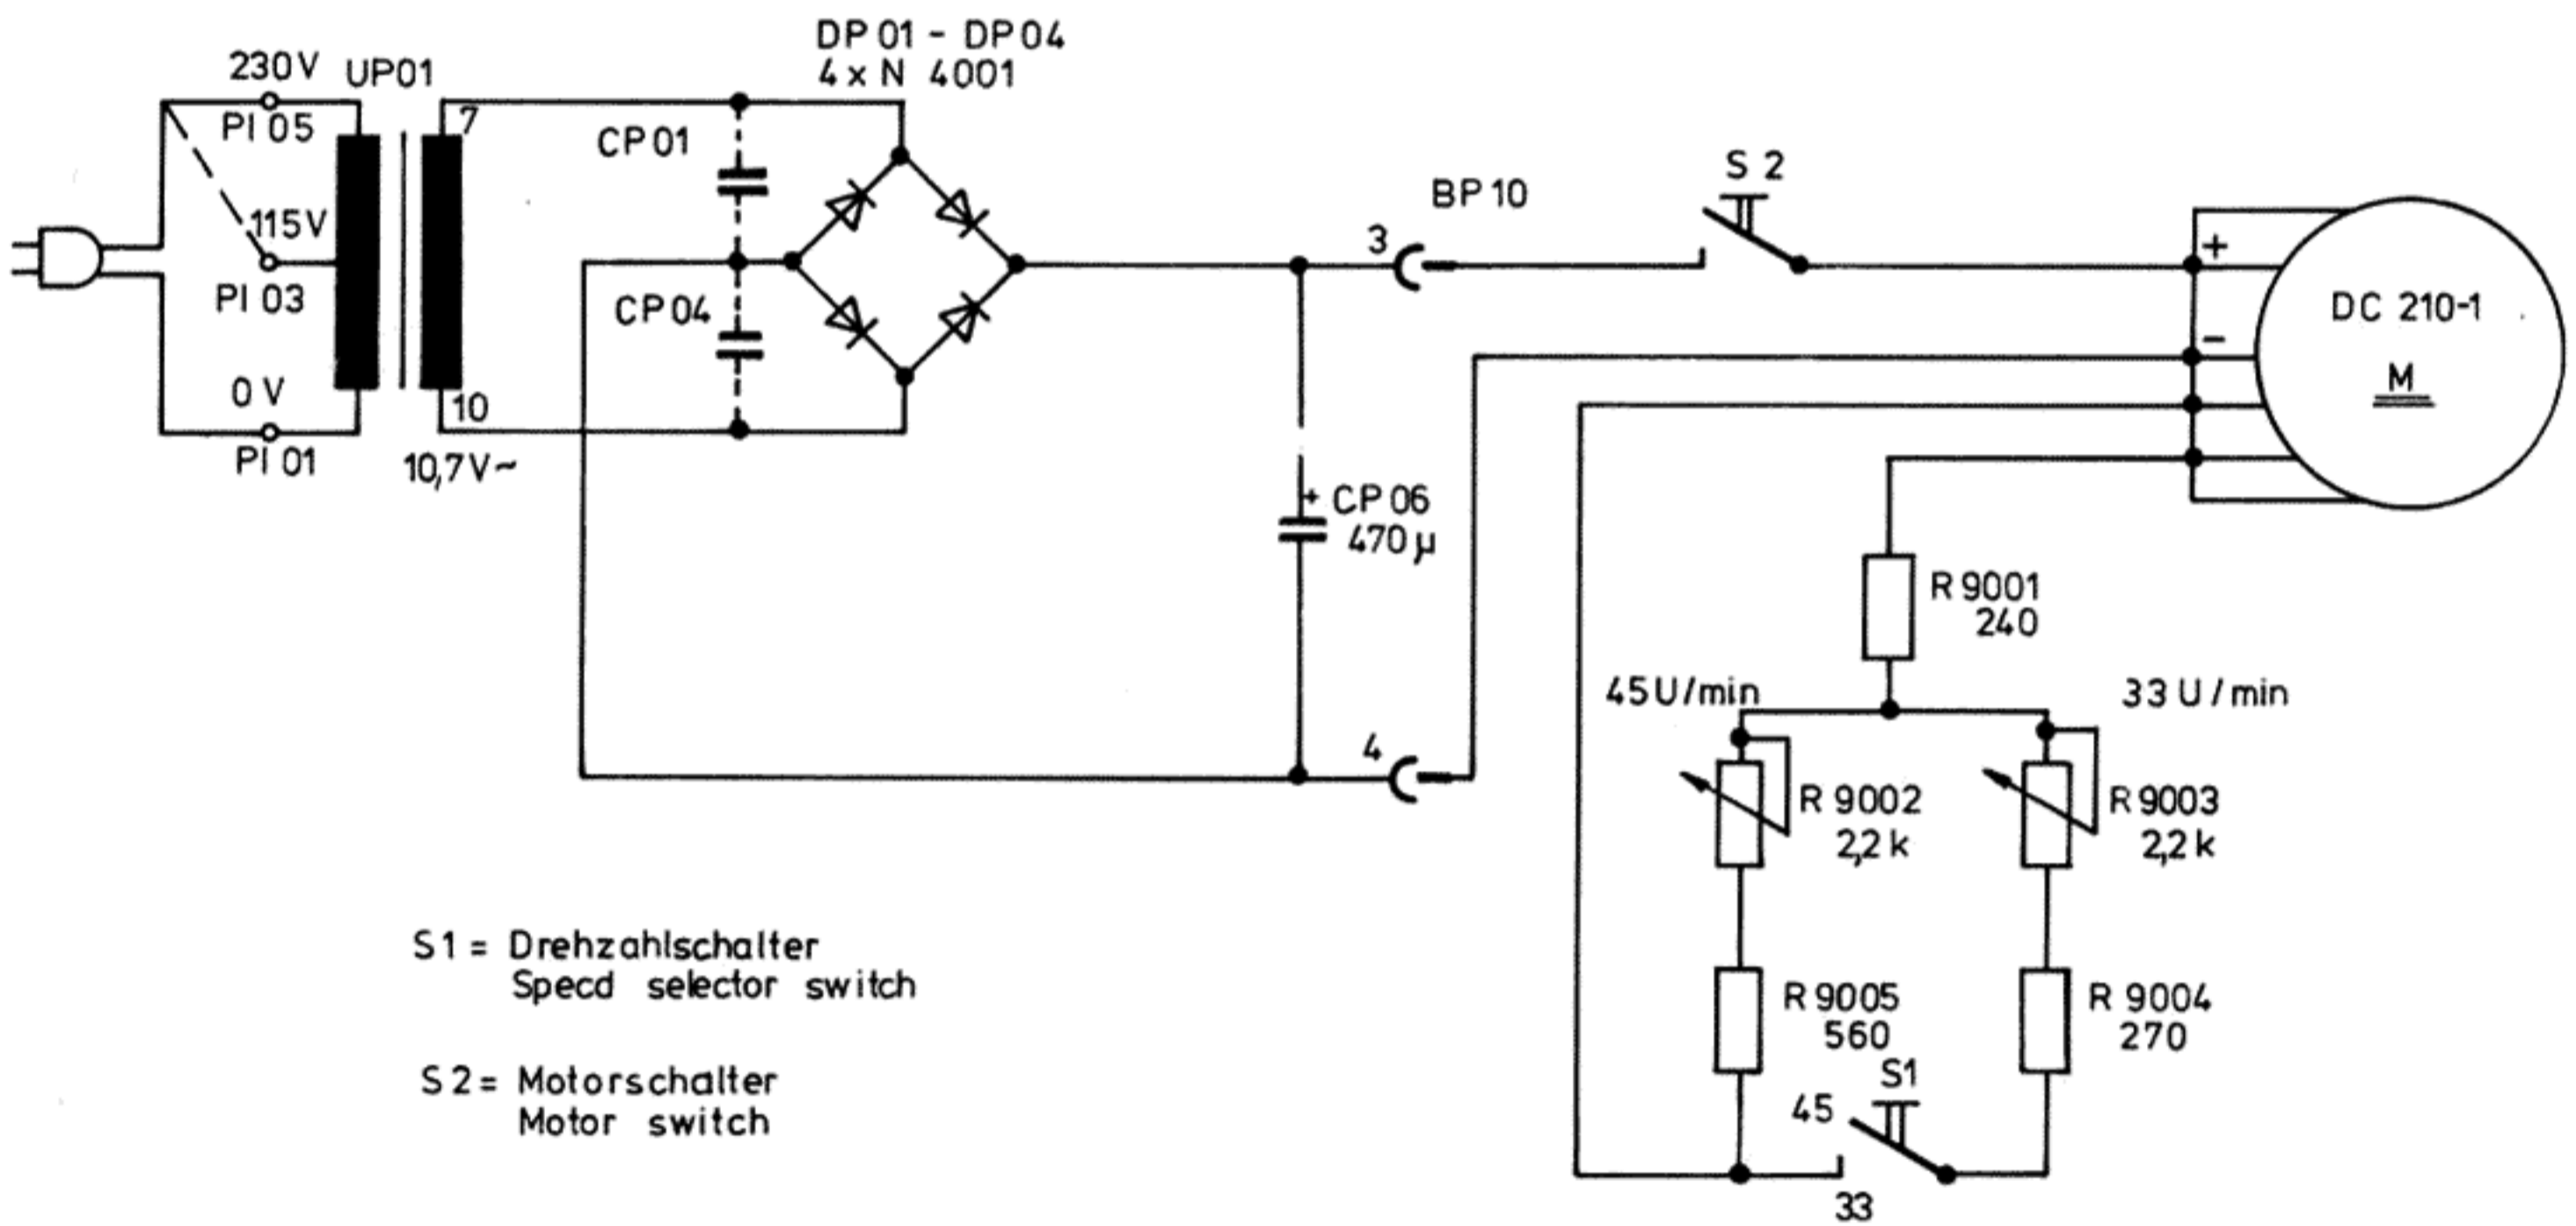 230V
UP01
PI 05
115V
PI 03
0 V
PI 01
7
10
10,7V~
DP 01 - DP 04
4 x N 4001
CP 01
CP 04
3
BP 10
S 2
+
-
DC 210-1
M
+ CP 06
470 µ
4
R 9001
240
45 U/min
33 U/min
R 9002
2,2 k
R 9003
2,2 k
R 9005
560
R 9004
270
S1
45
33
S1 = Drehzahlschalter
Specd selector switch
S2 = Motorschalter
Motor switch